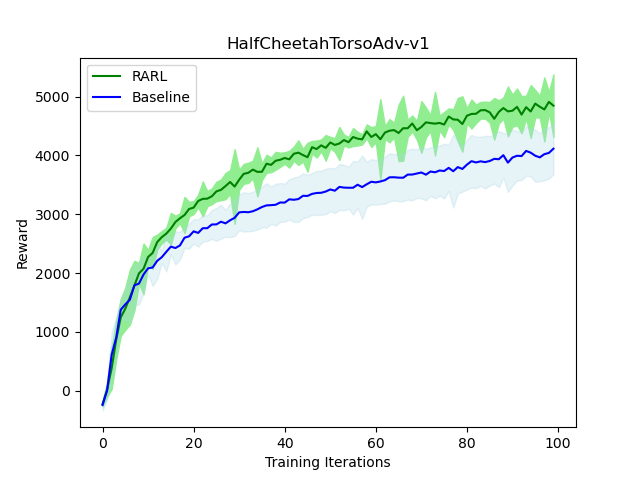 HalfCheetahTorsoAdv-v1
RARL
Baseline
5000
4000
3000
2000
1000
0
Reward
0 20 40 60 80 100
Training Iterations